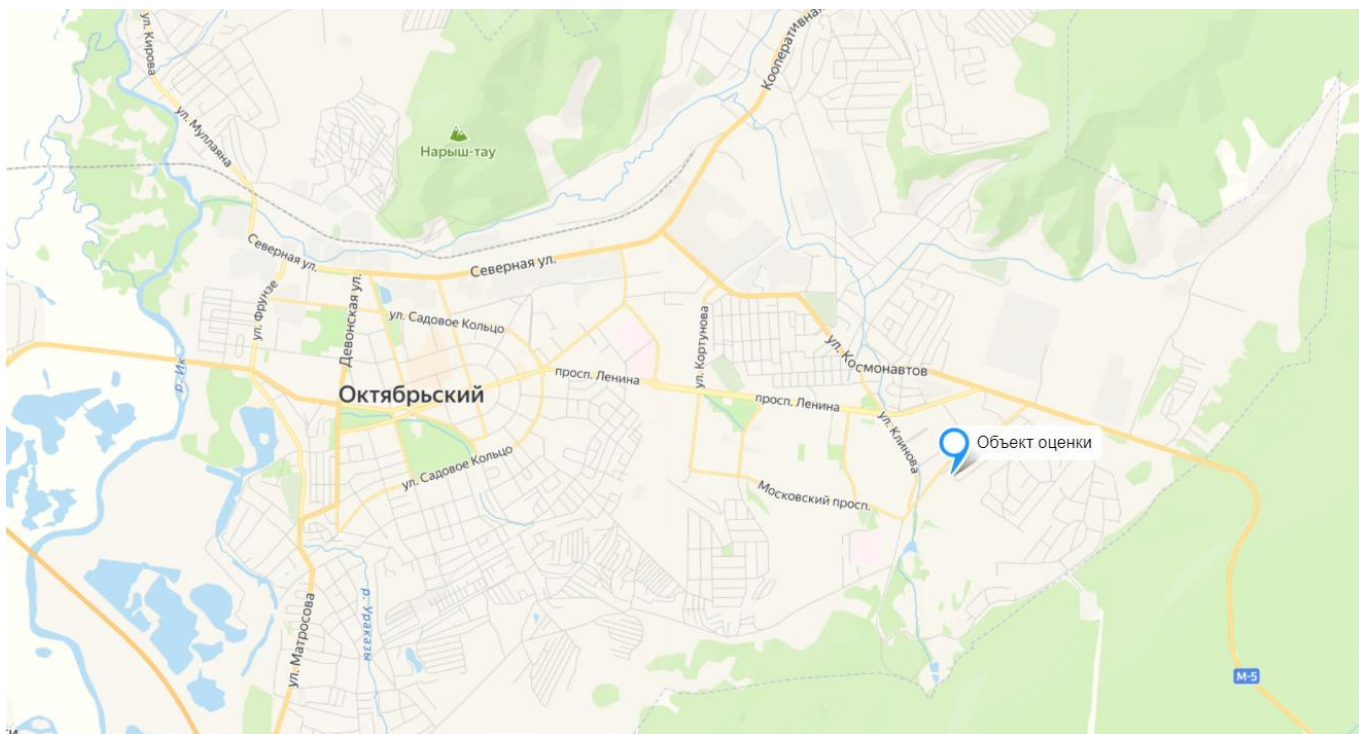 ул. Кирова
Кооперативная
ул. Муллаяна
Нарыш-тау
Северная ул.
Северная ул.
ул. Фрунзе
Девонская ул.
ул. Садовое Кольцо
ул. Кортунова
ул. Космонавтов
р. Ик
просп. Ленина
Октябрьский
просп. Ленина
ул. Клинова
Объект оценки
ул. Садовое Кольцо
Московский просп.
ул. Матросова
р. Ураказы
М-5